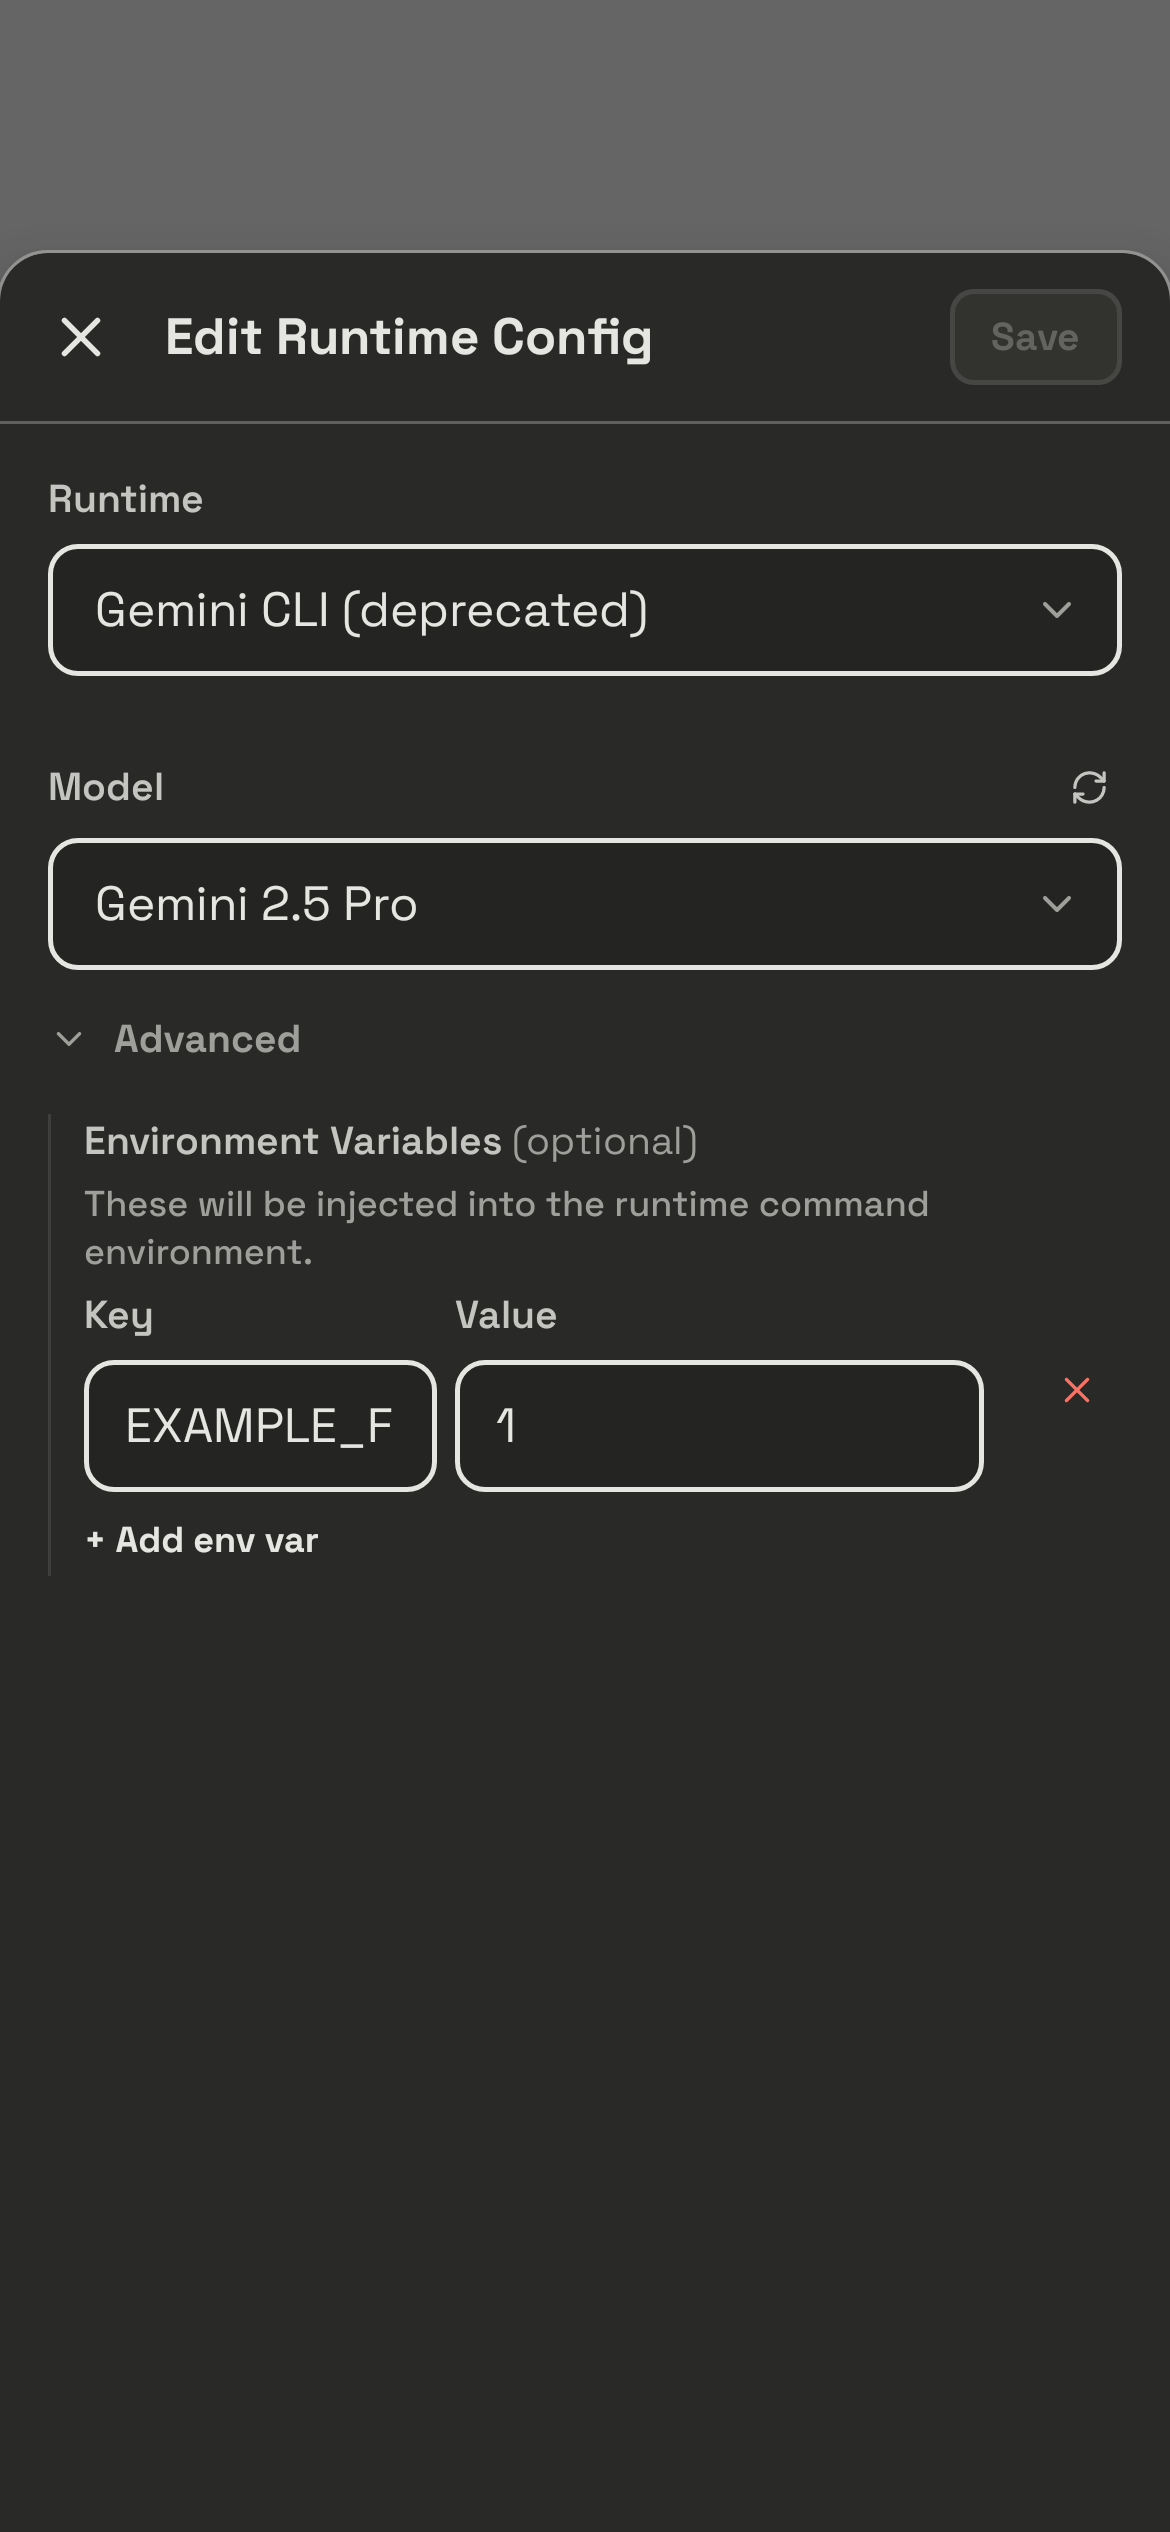 Edit Runtime Config
Save
Runtime
Gemini CLI (deprecated)
Model
Gemini 2.5 Pro
Advanced
Environment Variables (optional)
These will be injected into the runtime command
environment.
Key Value
EXAMPLE_F 1
+ Add env var